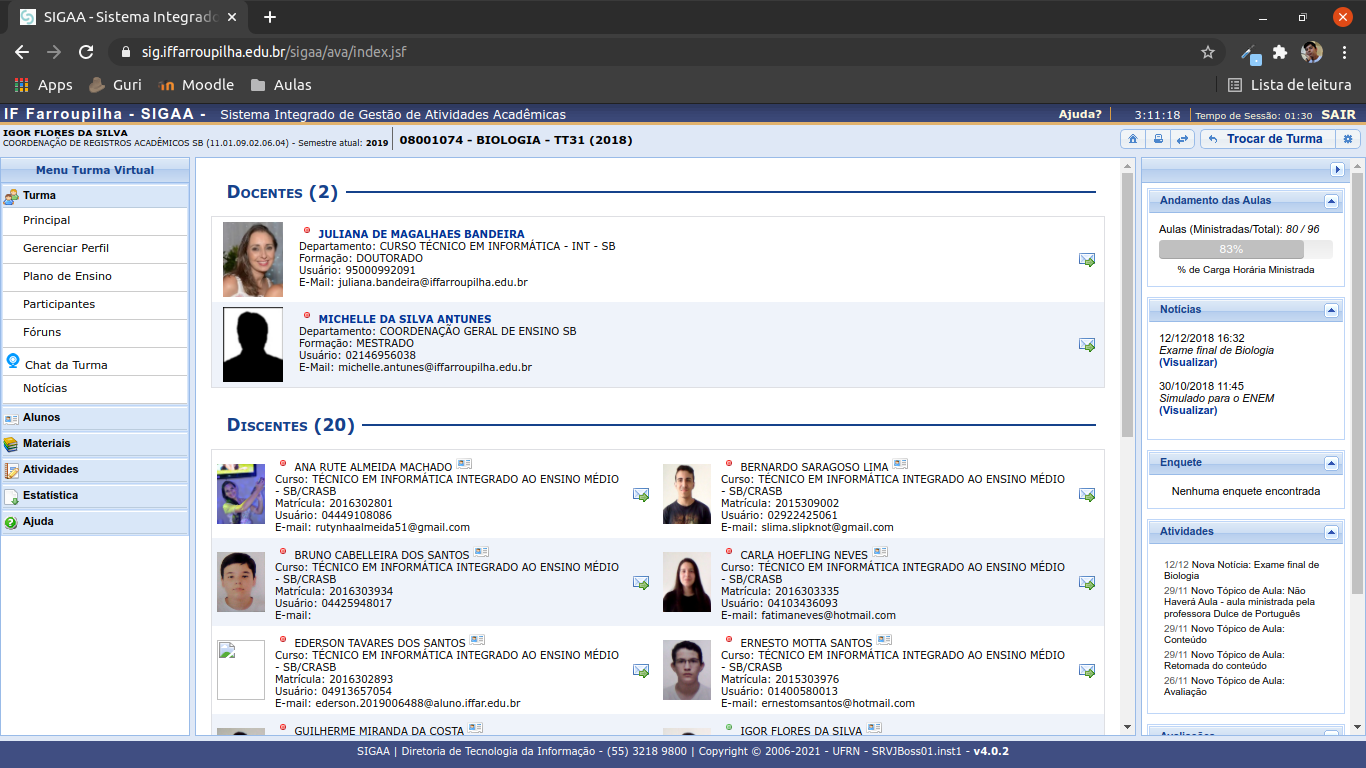 SIGAA - Sistema Integrado
sig.iffarroupilha.edu.br/sigaa/ava/index.jsf
Apps Guri Moodle Aulas Lista de leitura
IF Farroupilha - SIGAA - Sistema Integrado de Gestão de Atividades Acadêmicas Ajuda? 3:11:18 Tempo de Sessão: 01:30 SAIR
IGOR FLORES DA SILVA
COORDENAÇÃO DE REGISTROS ACADÊMICOS SB (11.01.09.02.06.04) - Semestre atual: 2019
08001074 - BIOLOGIA - TT31 (2018)
Trocar de Turma
Menu Turma Virtual
Turma
Principal
Gerenciar Perfil
Plano de Ensino
Participantes
Fóruns
Chat da Turma
Notícias
Alunos
Materiais
Atividades
Estatística
Ajuda
DOCENTES (2)
JULIANA DE MAGALHAES BANDEIRA
Departamento: CURSO TÉCNICO EM INFORMÁTICA - INT - SB
Formação: DOUTORADO
Usuário: 95000992091
E-Mail: juliana.bandeira@iffarroupilha.edu.br
MICHELLE DA SILVA ANTUNES
Departamento: COORDENAÇÃO GERAL DE ENSINO SB
Formação: MESTRADO
Usuário: 02146956038
E-Mail: michelle.antunes@iffarroupilha.edu.br
DISCENTES (20)
ANA RUTE ALMEIDA MACHADO
Curso: TÉCNICO EM INFORMÁTICA INTEGRADO AO ENSINO MÉDIO
- SB/CRASB
Matrícula: 2016302801
Usuário: 04449108086
E-mail: rutynhaalmeida51@gmail.com
BERNARDO SARAGOSO LIMA
Curso: TÉCNICO EM INFORMÁTICA INTEGRADO AO ENSINO MÉDIO
- SB/CRASB
Matrícula: 2015309002
Usuário: 02922425061
E-mail: slima.slipknot@gmail.com
BRUNO CABELLEIRA DOS SANTOS
Curso: TÉCNICO EM INFORMÁTICA INTEGRADO AO ENSINO MÉDIO
- SB/CRASB
Matrícula: 2016303934
Usuário: 04425948017
E-mail:
CARLA HOEFLING NEVES
Curso: TÉCNICO EM INFORMÁTICA INTEGRADO AO ENSINO MÉDIO
- SB/CRASB
Matrícula: 2016303335
Usuário: 04103436093
E-mail: fatimaneves@hotmail.com
EDERSON TAVARES DOS SANTOS
Curso: TÉCNICO EM INFORMÁTICA INTEGRADO AO ENSINO MÉDIO
- SB/CRASB
Matrícula: 2016302893
Usuário: 04913657054
E-mail: ederson.2019006488@aluno.iffar.edu.br
ERNESTO MOTTA SANTOS
Curso: TÉCNICO EM INFORMÁTICA INTEGRADO AO ENSINO MÉDIO
- SB/CRASB
Matrícula: 2015303976
Usuário: 01400580013
E-mail: ernestomsantos@hotmail.com
GUILHERME MIRANDA DA COSTA
IGOR FLORES DA SILVA
Andamento das Aulas
Aulas (Ministradas/Total): 80 / 96
83%
% de Carga Horária Ministrada
Notícias
12/12/2018 16:32
Exame final de Biologia
(Visualizar)
30/10/2018 11:45
Simulado para o ENEM
(Visualizar)
Enquete
Nenhuma enquete encontrada
Atividades
12/12 Nova Notícia: Exame final de
Biologia
29/11 Novo Tópico de Aula: Não
Haverá Aula - aula ministrada pela
professora Dulce de Português
29/11 Novo Tópico de Aula:
Conteúdo
29/11 Novo Tópico de Aula:
Retomada do conteúdo
26/11 Novo Tópico de Aula:
Avaliação
Avaliações
SIGAA | Diretoria de Tecnologia da Informação - (55) 3218 9800 | Copyright © 2006-2021 - UFRN - SRVJBoss01.inst1 - v4.0.2